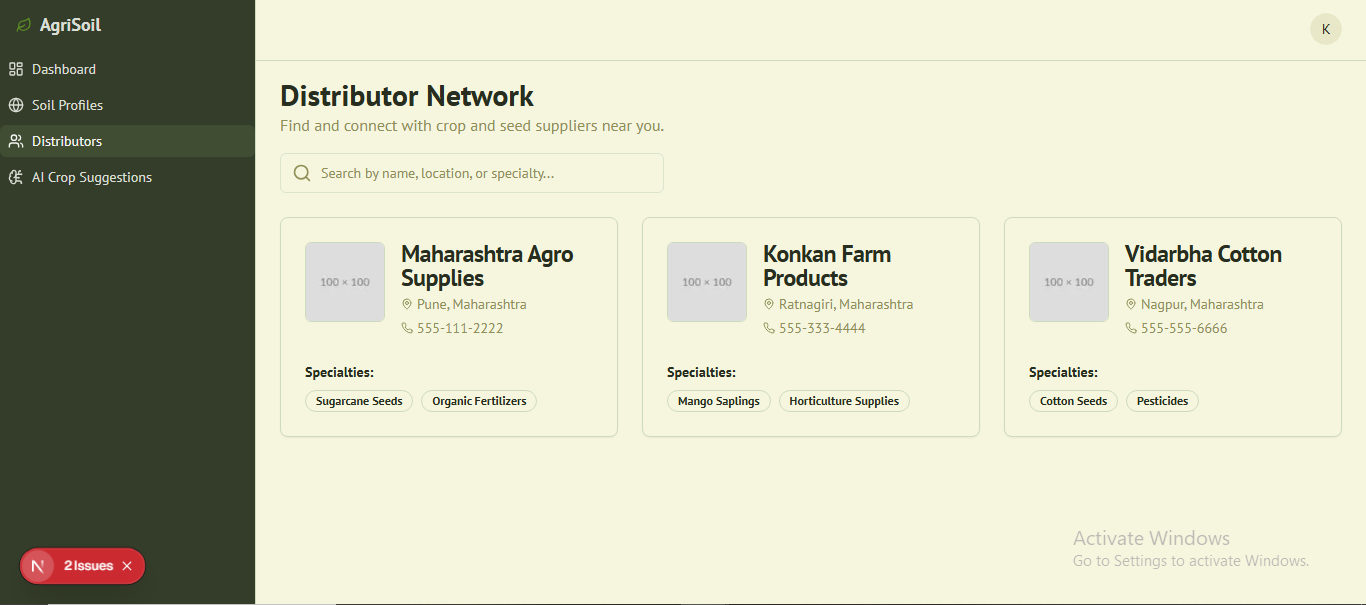 AgriSoil
Dashboard
Soil Profiles
Distributors
AI Crop Suggestions
K
Distributor Network
Find and connect with crop and seed suppliers near you.
Search by name, location, or specialty...
100 × 100
Maharashtra Agro
Supplies
Pune, Maharashtra
555-111-2222
Specialties:
Sugarcane Seeds
Organic Fertilizers
100 × 100
Konkan Farm
Products
Ratnagiri, Maharashtra
555-333-4444
Specialties:
Mango Saplings
Horticulture Supplies
100 × 100
Vidarbha Cotton
Traders
Nagpur, Maharashtra
555-555-6666
Specialties:
Cotton Seeds
Pesticides
N
2 Issues
Activate Windows
Go to Settings to activate Windows.